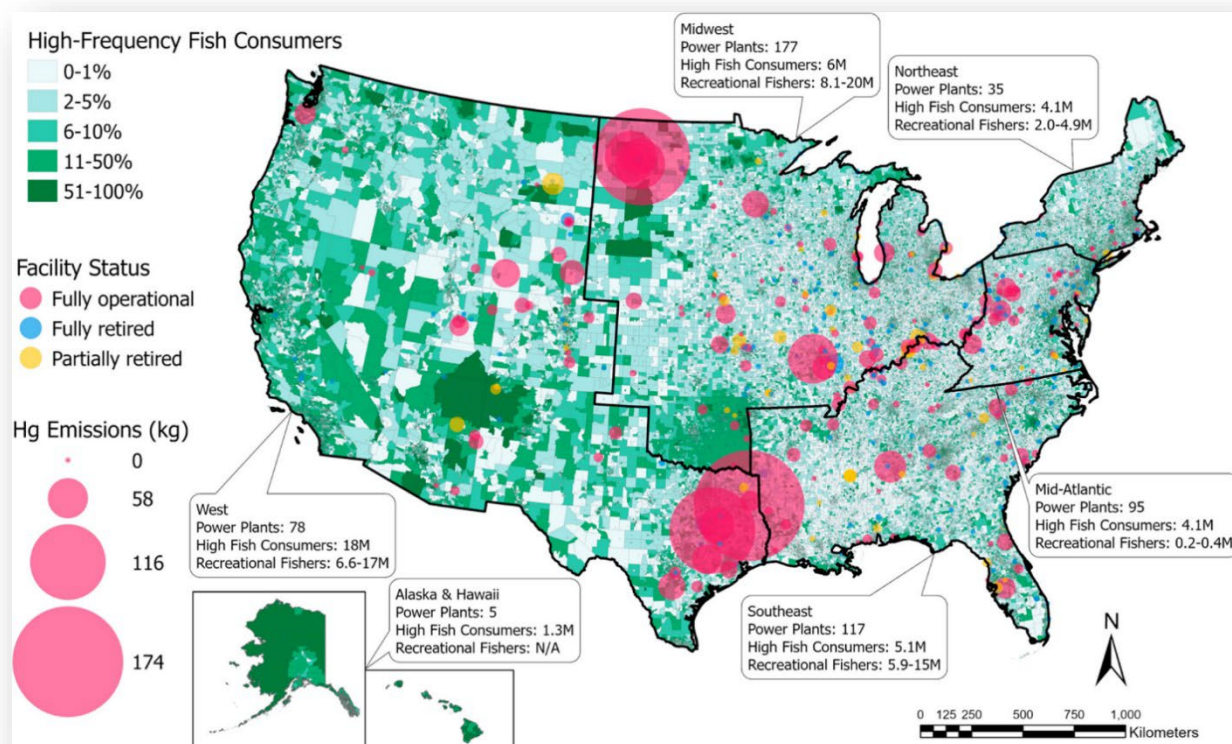 High-Frequency Fish Consumers
0-1%
2-5%
6-10%
11-50%
51-100%
Facility Status
Fully operational
Fully retired
Partially retired
Hg Emissions (kg)
0
58
116
174
Midwest
Power Plants: 177
High Fish Consumers: 6M
Recreational Fishers: 8.1-20M
Northeast
Power Plants: 35
High Fish Consumers: 4.1M
Recreational Fishers: 2.0-4.9M
West
Power Plants: 78
High Fish Consumers: 18M
Recreational Fishers: 6.6-17M
Alaska & Hawaii
Power Plants: 5
High Fish Consumers: 1.3M
Recreational Fishers: N/A
Southeast
Power Plants: 117
High Fish Consumers: 5.1M
Recreational Fishers: 5.9-15M
Mid-Atlantic
Power Plants: 95
High Fish Consumers: 4.1M
Recreational Fishers: 0.2-0.4M
N
0 125 250 500 750 1,000
Kilometers